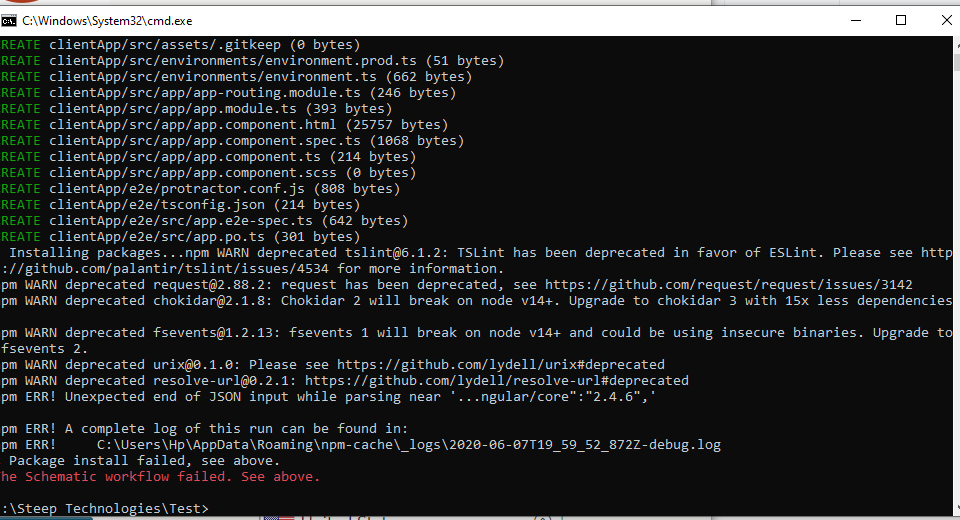 C:\Windows\System32\cmd.exe
REATE clientApp/src/assets/.gitkeep (0 bytes)
REATE clientApp/src/environments/environment.prod.ts (51 bytes)
REATE clientApp/src/environments/environment.ts (662 bytes)
REATE clientApp/src/app/app-routing.module.ts (246 bytes)
REATE clientApp/src/app/app.module.ts (393 bytes)
REATE clientApp/src/app/app.component.html (25757 bytes)
REATE clientApp/src/app/app.component.spec.ts (1068 bytes)
REATE clientApp/src/app/app.component.ts (214 bytes)
REATE clientApp/src/app/app.component.scss (0 bytes)
REATE clientApp/e2e/protractor.conf.js (808 bytes)
REATE clientApp/e2e/tsconfig.json (214 bytes)
REATE clientApp/e2e/src/app.e2e-spec.ts (642 bytes)
REATE clientApp/e2e/src/app.po.ts (301 bytes)
Installing packages...npm WARN deprecated tslint@6.1.2: TSLint has been deprecated in favor of ESLint. Please see http
://github.com/palantir/tslint/issues/4534 for more information.
pm WARN deprecated request@2.88.2: request has been deprecated, see https://github.com/request/request/issues/3142
pm WARN deprecated chokidar@2.1.8: Chokidar 2 will break on node v14+. Upgrade to chokidar 3 with 15x less dependencies
pm WARN deprecated fsevents@1.2.13: fsevents 1 will break on node v14+ and could be using insecure binaries. Upgrade to
fsevents 2.
pm WARN deprecated urix@0.1.0: Please see https://github.com/lydell/urix#deprecated
pm WARN deprecated resolve-url@0.2.1: https://github.com/lydell/resolve-url#deprecated
pm ERR! Unexpected end of JSON input while parsing near '...ngular/core":"2.4.6",'
pm ERR! A complete log of this run can be found in:
pm ERR!     C:\Users\Hp\AppData\Roaming\npm-cache\_logs\2020-06-07T19_59_52_872Z-debug.log
Package install failed, see above.
he Schematic workflow failed. See above.
:\Steep Technologies\Test>